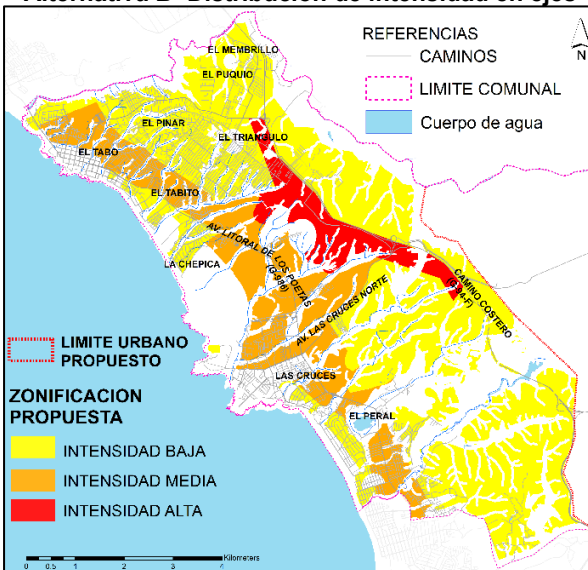 Alternativa B Distribución de intensidad en ejes
REFERENCIAS
CAMINOS
LIMITE COMUNAL
Cuerpo de agua
N
EL MEMBRILLO
EL PUQUIO
EL PINAR
EL TRIANGULO
EL TABO
EL TABITO
AV. LITORAL DE LOS POETAS
(G-986)
LA CHEPICA
AV. LAS CRUCES NORTE
CAMINO COSTERO
LAS CRUCES
EL PERAL
LIMITE URBANO
PROPUESTO
ZONIFICACION
PROPUESTA
INTENSIDAD BAJA
INTENSIDAD MEDIA
INTENSIDAD ALTA
0 0.5 1 2 3 4
Kilometers